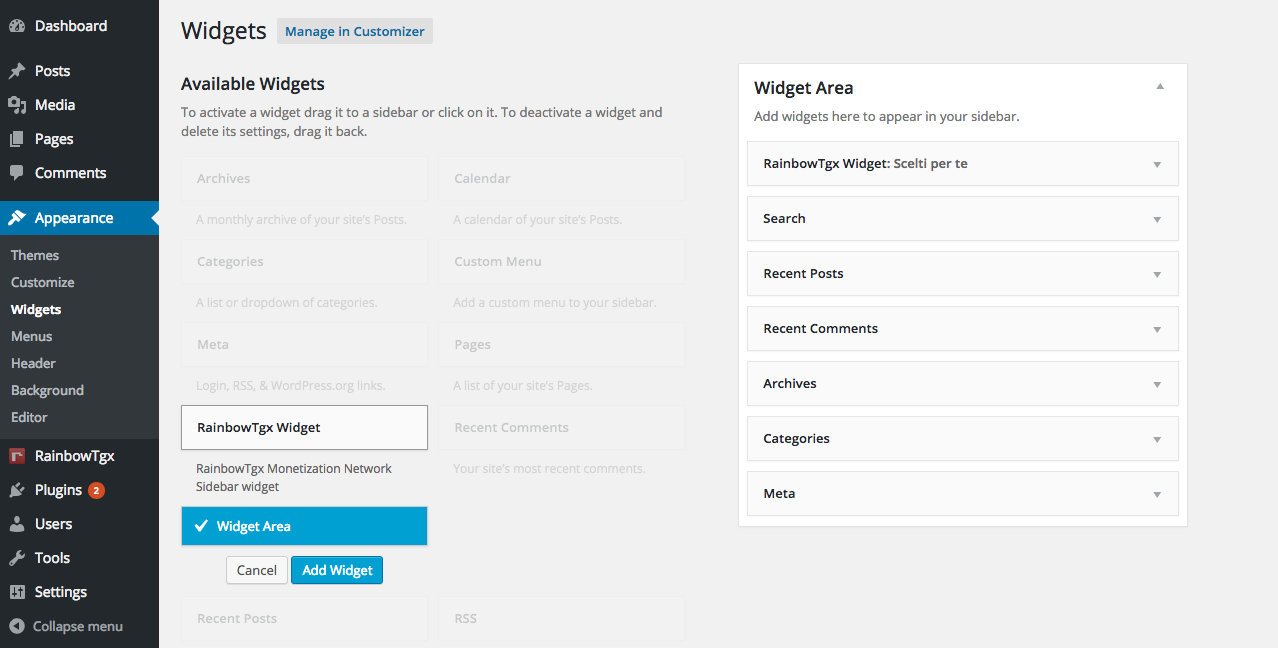 Dashboard
Posts
Media
Pages
Comments
Appearance
Themes
Customize
Widgets
Menus
Header
Background
Editor
RainbowTgx
Plugins 2
Users
Tools
Settings
Collapse menu
Widgets Manage in Customizer
Available Widgets
To activate a widget drag it to a sidebar or click on it. To deactivate a widget and
delete its settings, drag it back.
Archives
A monthly archive of your site's Posts.
Calendar
A calendar of your site's Posts.
Categories
A list or dropdown of categories.
Custom Menu
Add a custom menu to your sidebar.
Meta
Login, RSS, & WordPress.org links.
Pages
A list of your site's Pages.
RainbowTgx Widget
RainbowTgx Monetization Network
Sidebar widget
Widget Area
Cancel Add Widget
Recent Comments
Your site's most recent comments.
Recent Posts
RSS
Widget Area
Add widgets here to appear in your sidebar.
RainbowTgx Widget: Scelti per te
Search
Recent Posts
Recent Comments
Archives
Categories
Meta